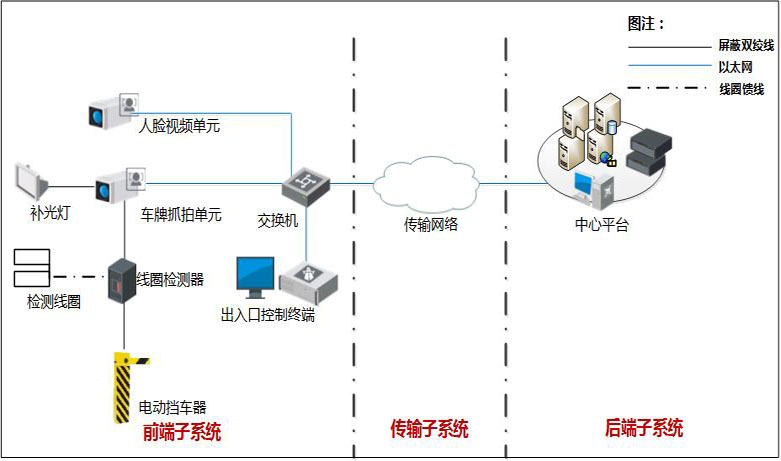 图注：
屏蔽双绞线
以太网
线圈馈线
人脸视频单元
补光灯
车牌抓拍单元
交换机
传输网络
中心平台
线圈检测器
检测线圈
出入口控制终端
电动挡车器
前端子系统
传输子系统
后端子系统